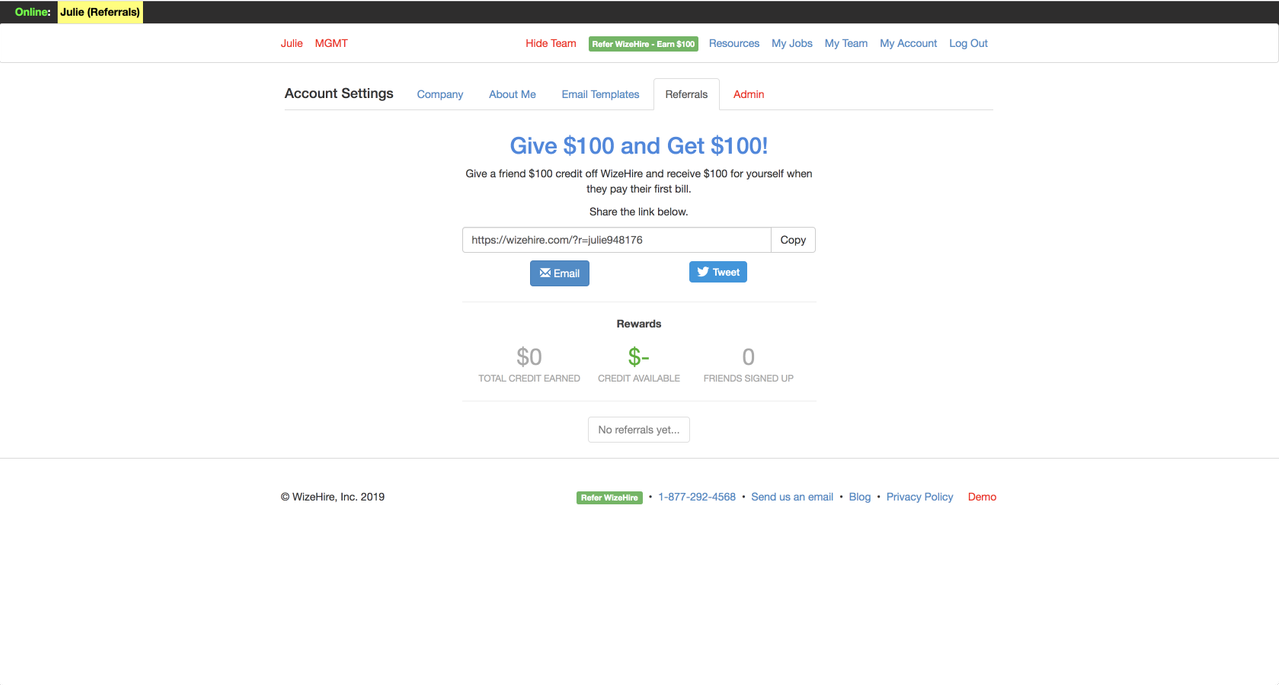 Online: Julie (Referrals)
Julie MGMT Hide Team Refer WizeHire - Earn $100 Resources My Jobs My Team My Account Log Out
Account Settings Company About Me Email Templates Referrals Admin
Give $100 and Get $100!
Give a friend $100 credit off WizeHire and receive $100 for yourself when
they pay their first bill.
Share the link below.
https://wizehire.com/?r=julie948176 Copy
Email Tweet
Rewards
$0 $- 0
TOTAL CREDIT EARNED CREDIT AVAILABLE FRIENDS SIGNED UP
No referrals yet...
© WizeHire, Inc. 2019 Refer WizeHire • 1-877-292-4568 • Send us an email • Blog • Privacy Policy Demo